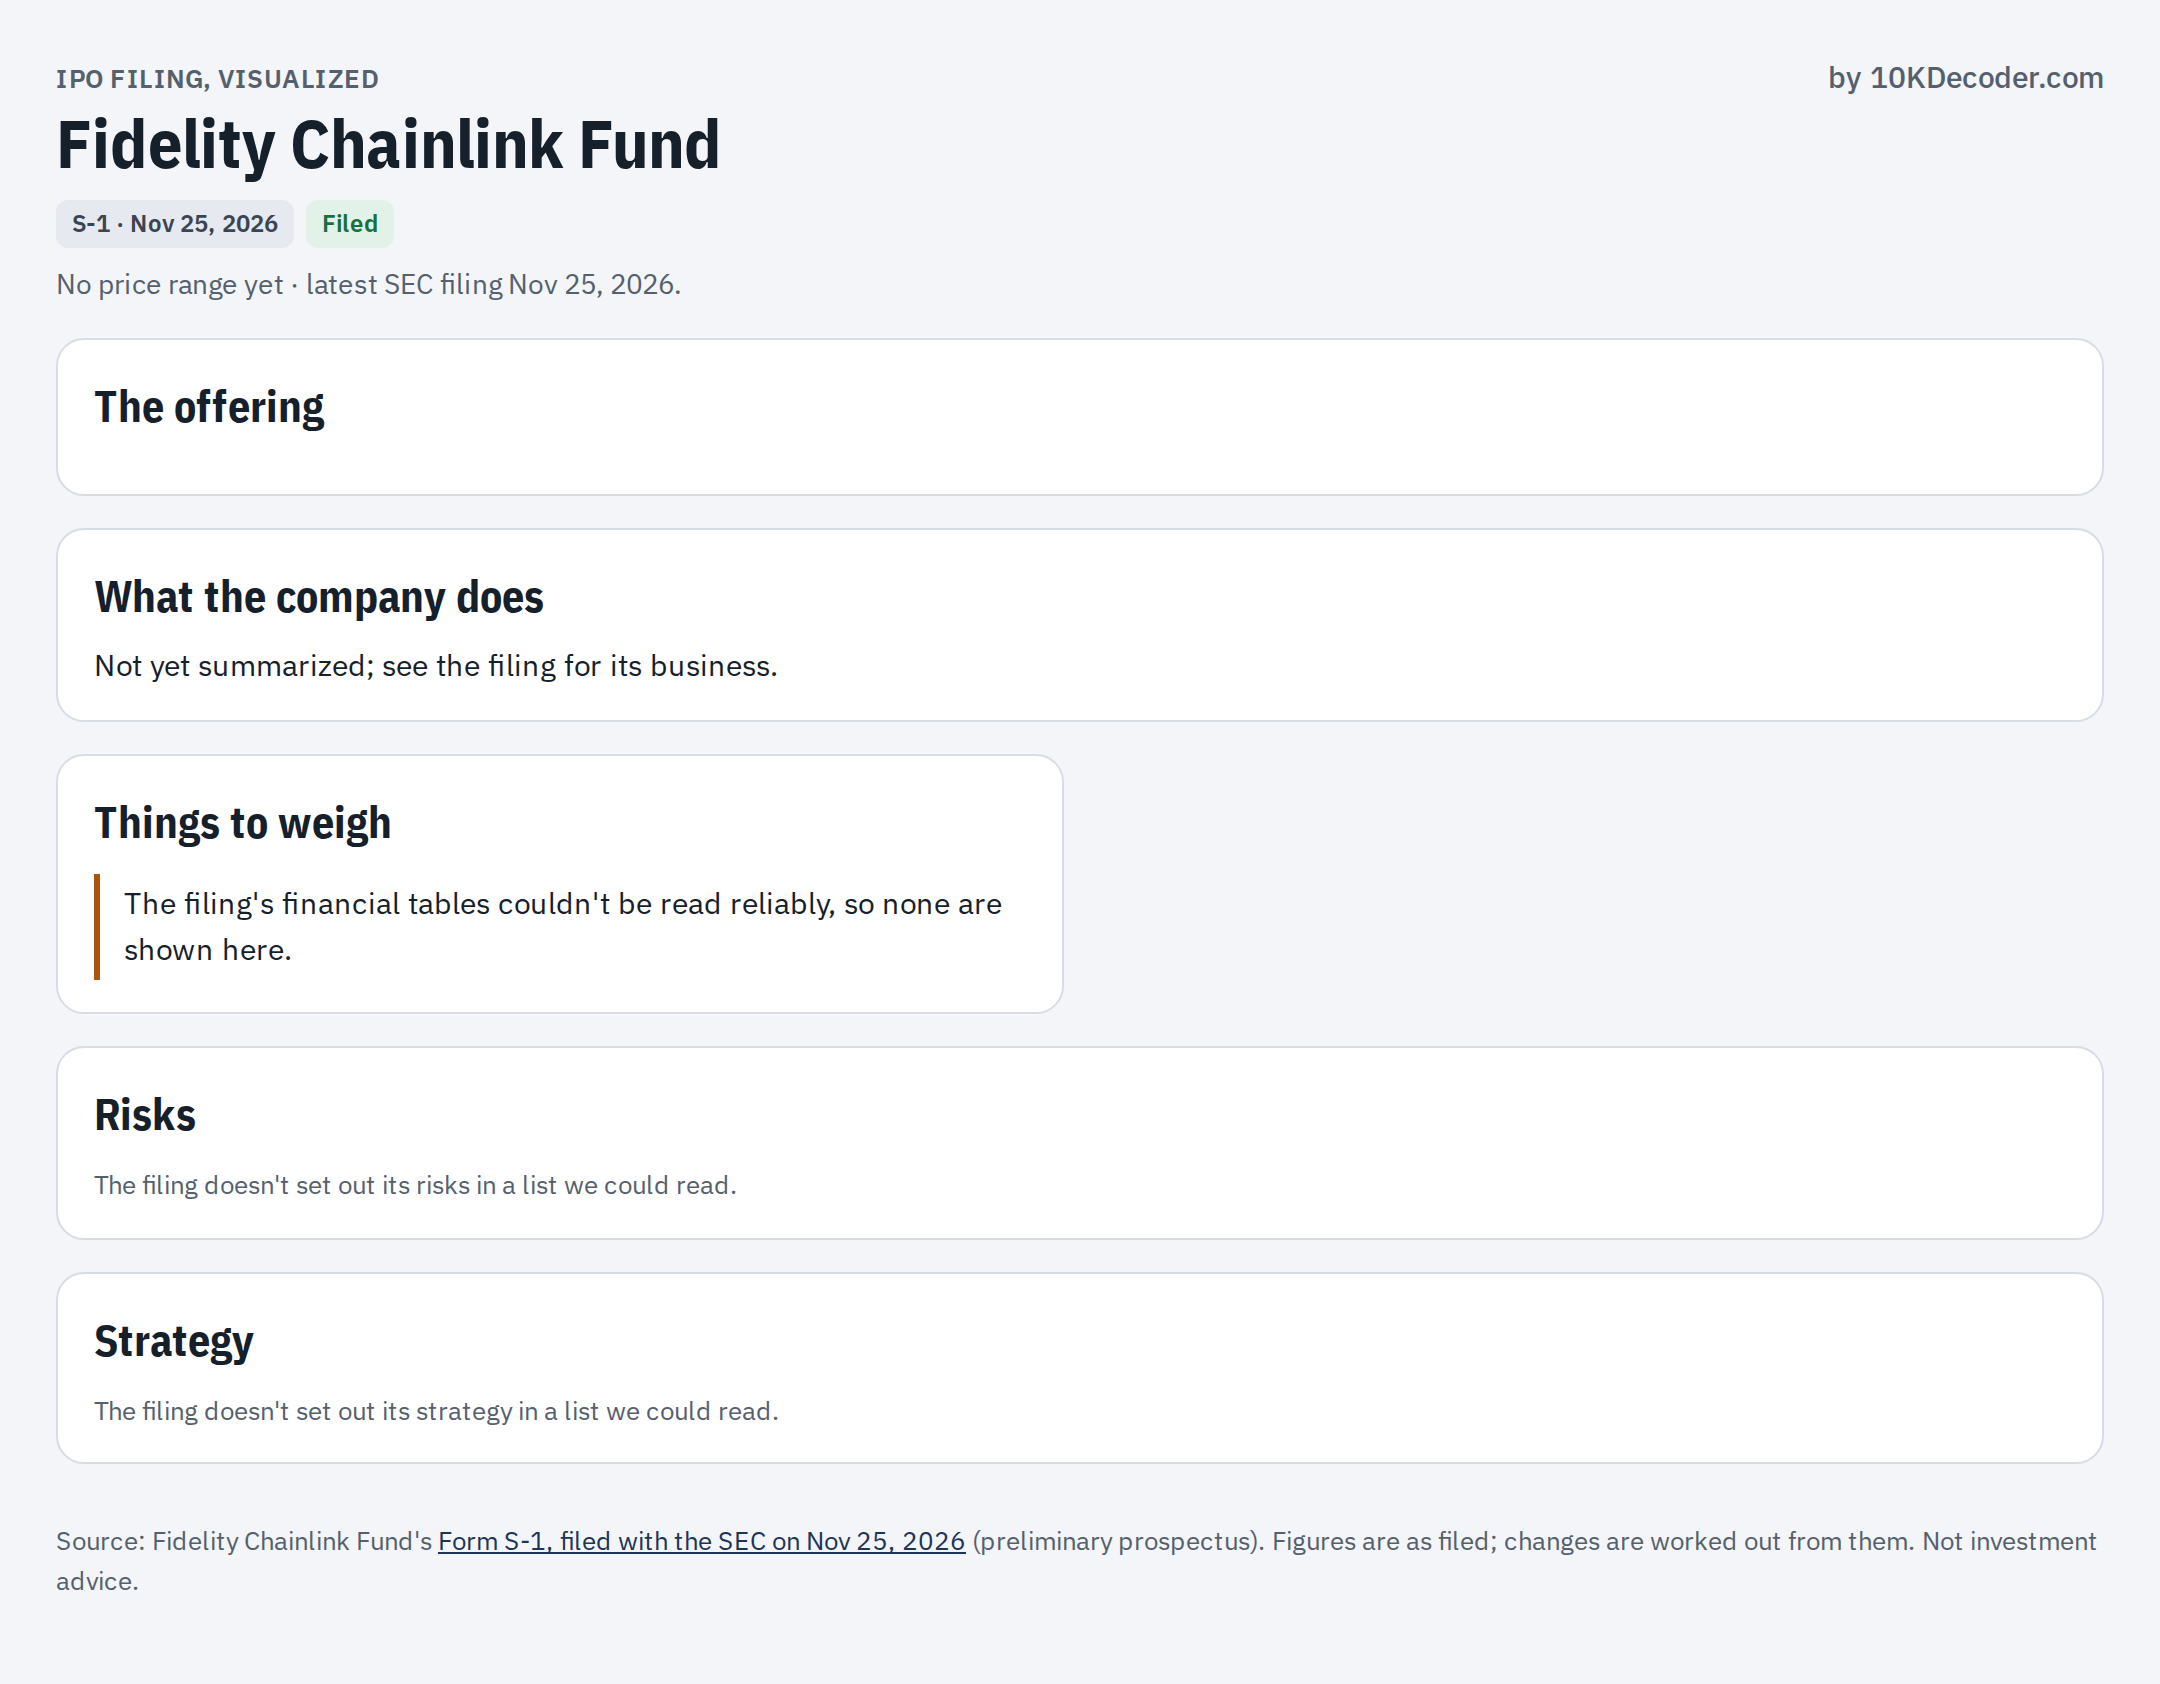 IPO FILING, VISUALIZED
by 10KDecoder.com
Fidelity Chainlink Fund
S-1 · Nov 25, 2026
Filed
No price range yet · latest SEC filing Nov 25, 2026.
The offering
What the company does
Not yet summarized; see the filing for its business.
Things to weigh
The filing's financial tables couldn't be read reliably, so none are
shown here.
Risks
The filing doesn't set out its risks in a list we could read.
Strategy
The filing doesn't set out its strategy in a list we could read.
Source: Fidelity Chainlink Fund's Form S-1, filed with the SEC on Nov 25, 2026 (preliminary prospectus). Figures are as filed; changes are worked out from them. Not investment
advice.